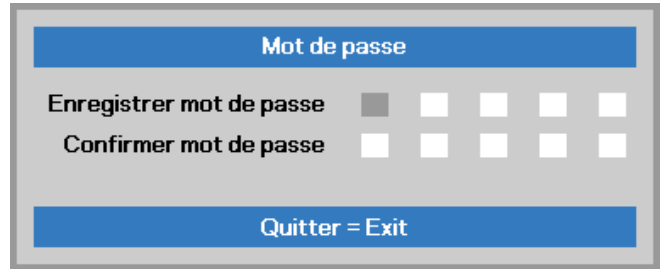 Mot de passe
Enregistrer mot de passe
Confirmer mot de passe
Quitter = Exit